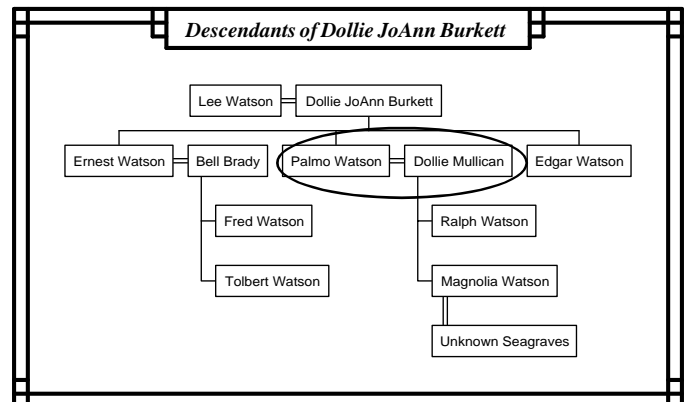 Descendants of Dollie JoAnn Burkett
Lee Watson
Dollie JoAnn Burkett
Ernest Watson
Bell Brady
Palmo Watson
Dollie Mullican
Edgar Watson
Fred Watson
Ralph Watson
Tolbert Watson
Magnolia Watson
Unknown Seagraves